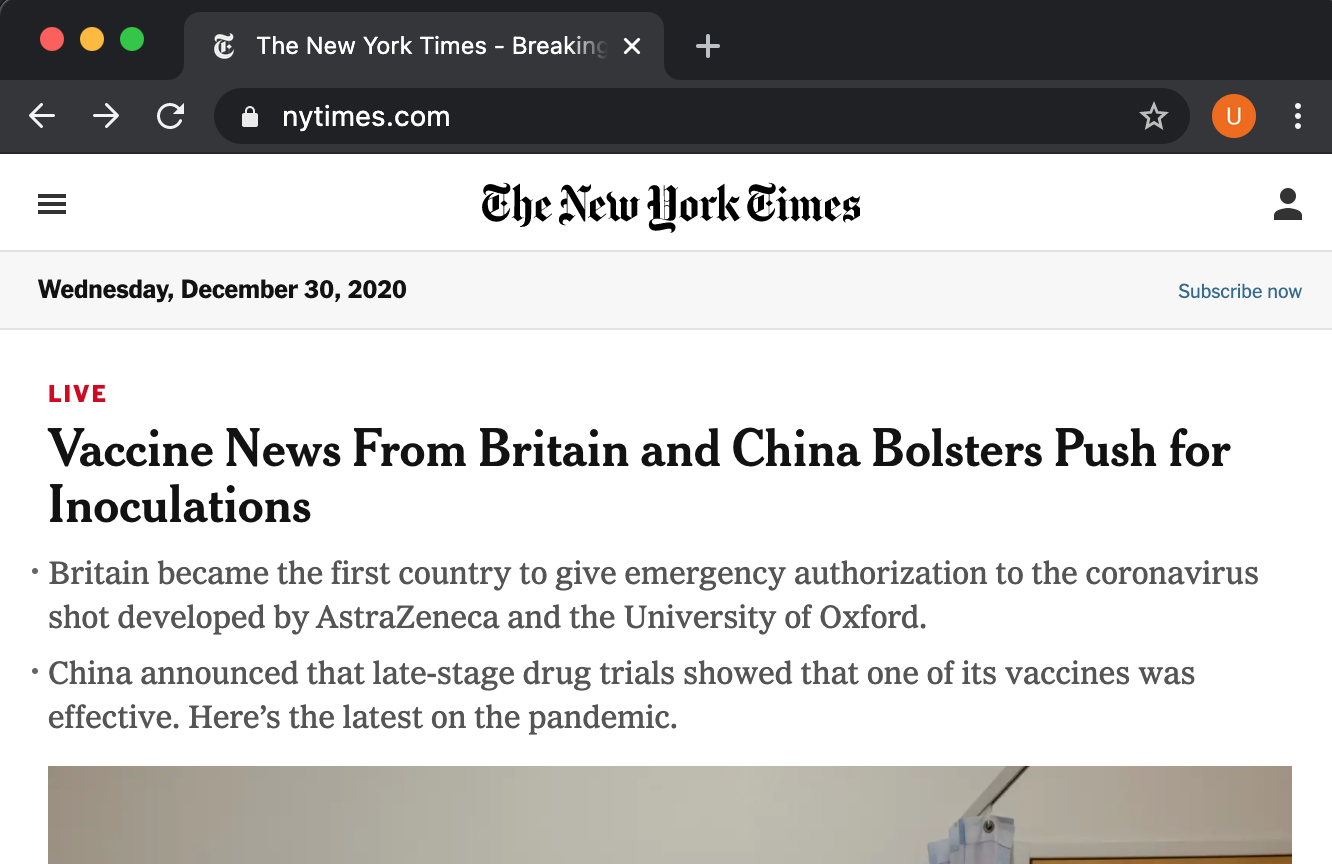 The New York Times - Breaking
nytimes.com
U
The New York Times
Wednesday, December 30, 2020
Subscribe now
LIVE
Vaccine News From Britain and China Bolsters Push for
Inoculations
· Britain became the first country to give emergency authorization to the coronavirus
shot developed by AstraZeneca and the University of Oxford.
· China announced that late-stage drug trials showed that one of its vaccines was
effective. Here’s the latest on the pandemic.